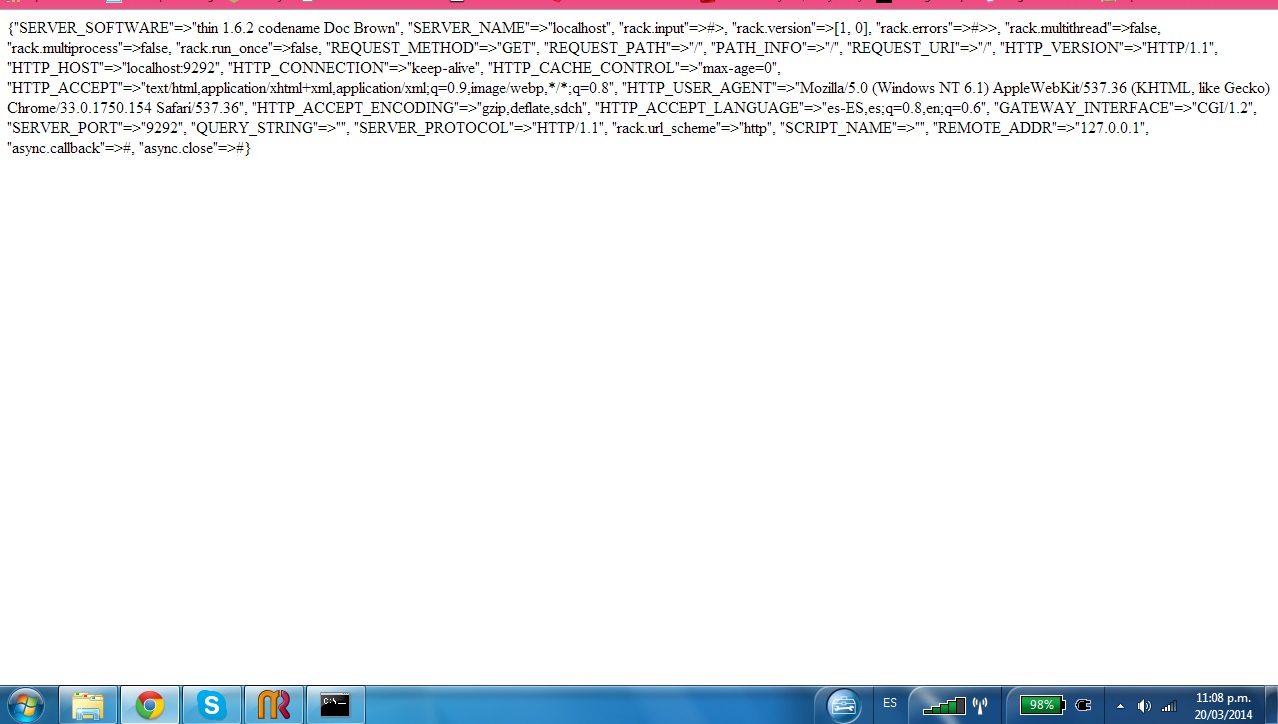 {"SERVER_SOFTWARE"=>"thin 1.6.2 codename Doc Brown", "SERVER_NAME"=>"localhost", "rack.input"=>#>, "rack.version"=>[1, 0], "rack.errors"=>#>>, "rack.multithread"=>false,
"rack.multiprocess"=>false, "rack.run_once"=>false, "REQUEST_METHOD"=>"GET", "REQUEST_PATH"=>"/", "PATH_INFO"=>"/", "REQUEST_URI"=>"/", "HTTP_VERSION"=>"HTTP/1.1",
"HTTP_HOST"=>"localhost:9292", "HTTP_CONNECTION"=>"keep-alive", "HTTP_CACHE_CONTROL"=>"max-age=0",
"HTTP_ACCEPT"=>"text/html,application/xhtml+xml,application/xml;q=0.9,image/webp,*/*;q=0.8", "HTTP_USER_AGENT"=>"Mozilla/5.0 (Windows NT 6.1) AppleWebKit/537.36 (KHTML, like Gecko)
Chrome/33.0.1750.154 Safari/537.36", "HTTP_ACCEPT_ENCODING"=>"gzip,deflate,sdch", "HTTP_ACCEPT_LANGUAGE"=>"es-ES,es;q=0.8,en;q=0.6", "GATEWAY_INTERFACE"=>"CGI/1.2",
"SERVER_PORT"=>"9292", "QUERY_STRING"=>"", "SERVER_PROTOCOL"=>"HTTP/1.1", "rack.url_scheme"=>"http", "SCRIPT_NAME"=>"", "REMOTE_ADDR"=>"127.0.0.1",
"async.callback"=>#, "async.close"=>#}
C:\
ES
98%
11:08 p.m.
20/03/2014